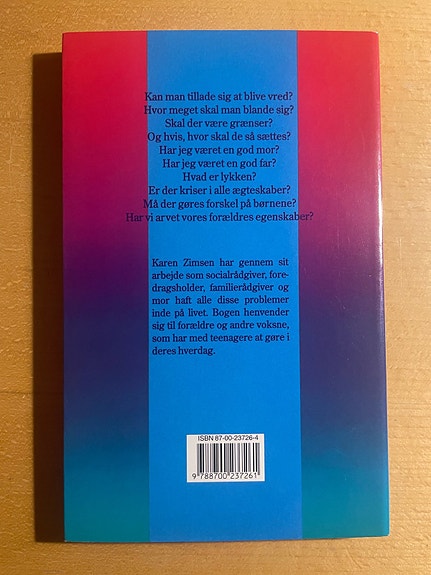 Kan man tillade sig at blive vred?
Hvor meget skal man blande sig?
Skal der være grænser?
Og hvis, hvor skal de så sættes?
Har jeg været en god mor?
Har jeg været en god far?
Hvad er lykken?
Er der kriser i alle ægteskaber?
Må der gøres forskel på børnene?
Har vi arvet vores forældres egenskaber?
Karen Zimsen har gennem sit
arbejde som socialrådgiver, fore-
dragsholder, familierådgiver og
mor haft alle disse problemer
inde på livet. Bogen henvender
sig til forældre og andre voksne,
som har med teenagere at gøre i
deres hverdag.
ISBN 87-00-23726-4
9 788700 237261